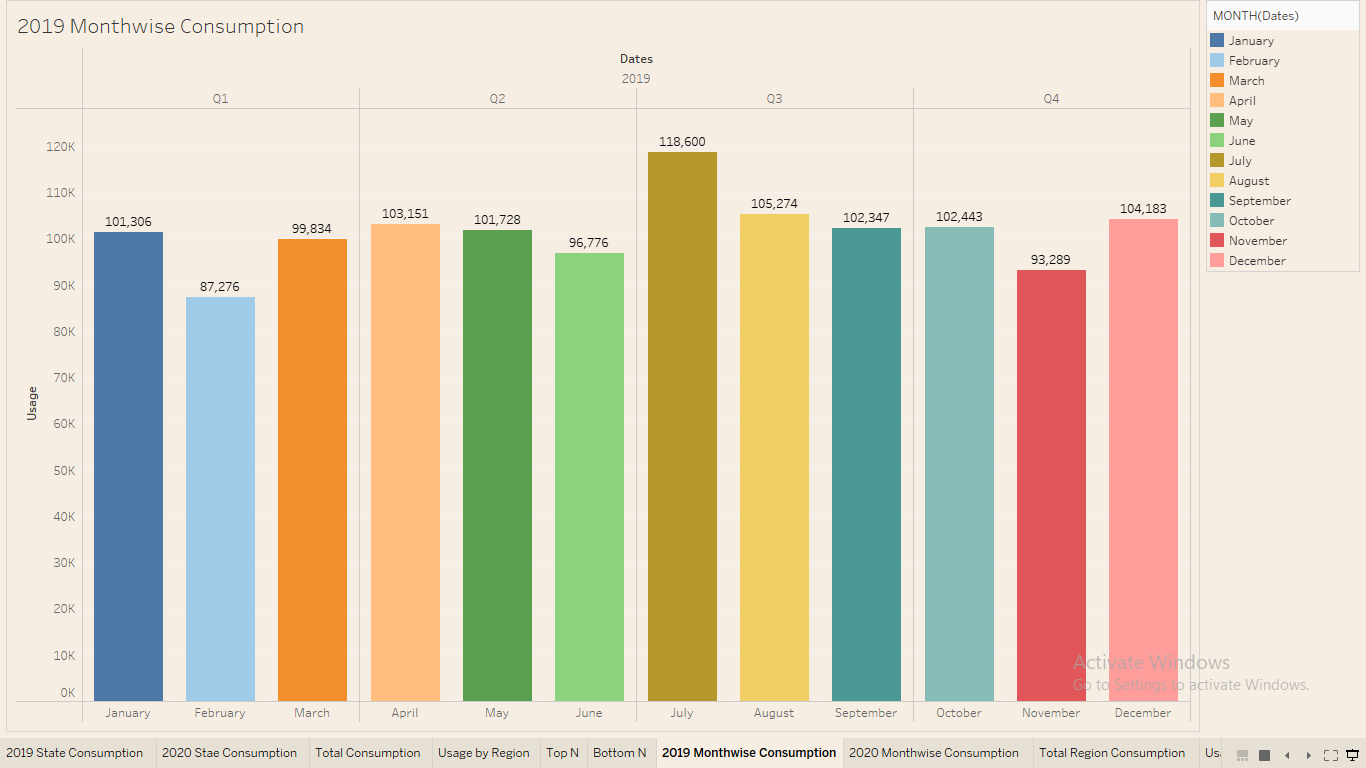 2019 Monthwise Consumption
Dates
2019
Q1 Q2 Q3 Q4
120K
110K
100K
90K
80K
70K
60K
50K
40K
30K
20K
10K
0K
Usage
101,306
87,276
99,834
103,151
101,728
96,776
118,600
105,274
102,347
102,443
93,289
104,183
January February March April May June July August September October November December
MONTH(Dates)
January
February
March
April
May
June
July
August
September
October
November
December
Activate Windows
Go to Settings to activate Windows.
2019 State Consumption 2020 Stae Consumption Total Consumption Usage by Region Top N Bottom N 2019 Monthwise Consumption 2020 Monthwise Consumption Total Region Consumption